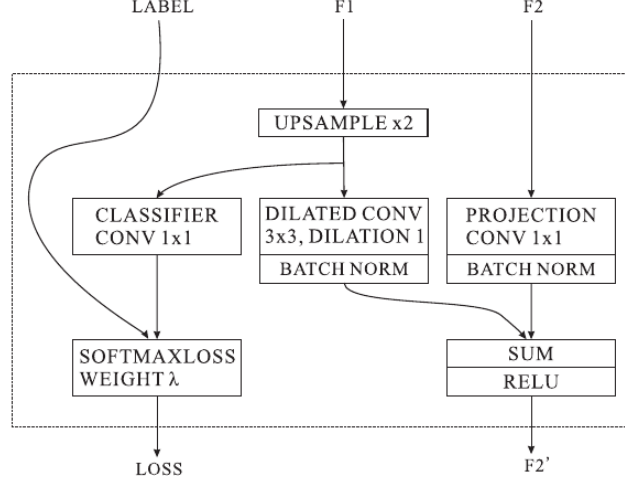 LABEL
F1
F2
UPSAMPLE x2
CLASSIFIER
CONV 1x1
DILATED CONV
3x3, DILATION 1
BATCH NORM
PROJECTION
CONV 1x1
BATCH NORM
SOFTMAXLOSS
WEIGHT λ
SUM
RELU
LOSS
F2'